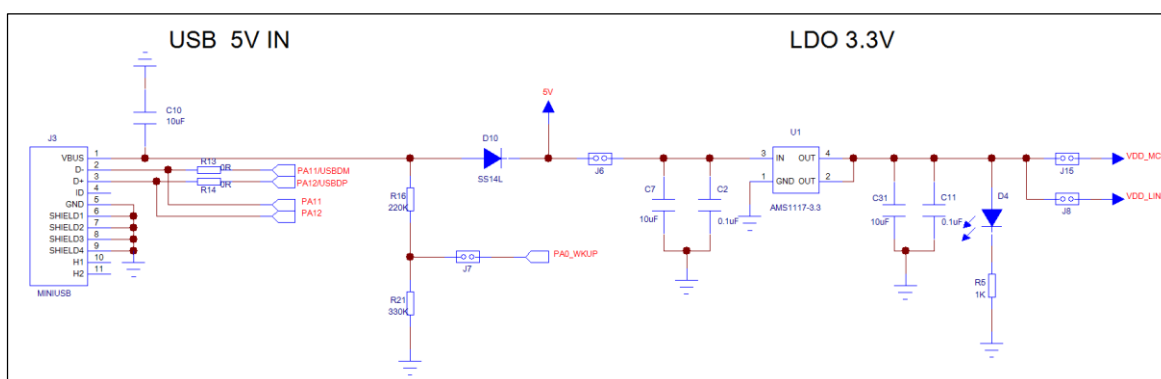 USB 5V IN
LDO 3.3V
C10
10uF
J3
MINIUSB
VBUS 1
D- 2
D+ 3
ID 4
GND 5
SHIELD1 6
SHIELD2 7
SHIELD3 8
SHIELD4 9
H1 10
H2 11
R13 0R
R14 0R
PA11/USBDM
PA12/USBDP
PA11
PA12
R16
220K
R21
330K
J7
PA0_WKUP
D10
SS14L
5V
J6
C7
10uF
C2
0.1uF
U1
3 IN OUT 4
1 GND OUT 2
AMS1117-3.3
C31
10uF
C11
0.1uF
D4
R5
1K
J15
VDD_MC
J8
VDD_LIN